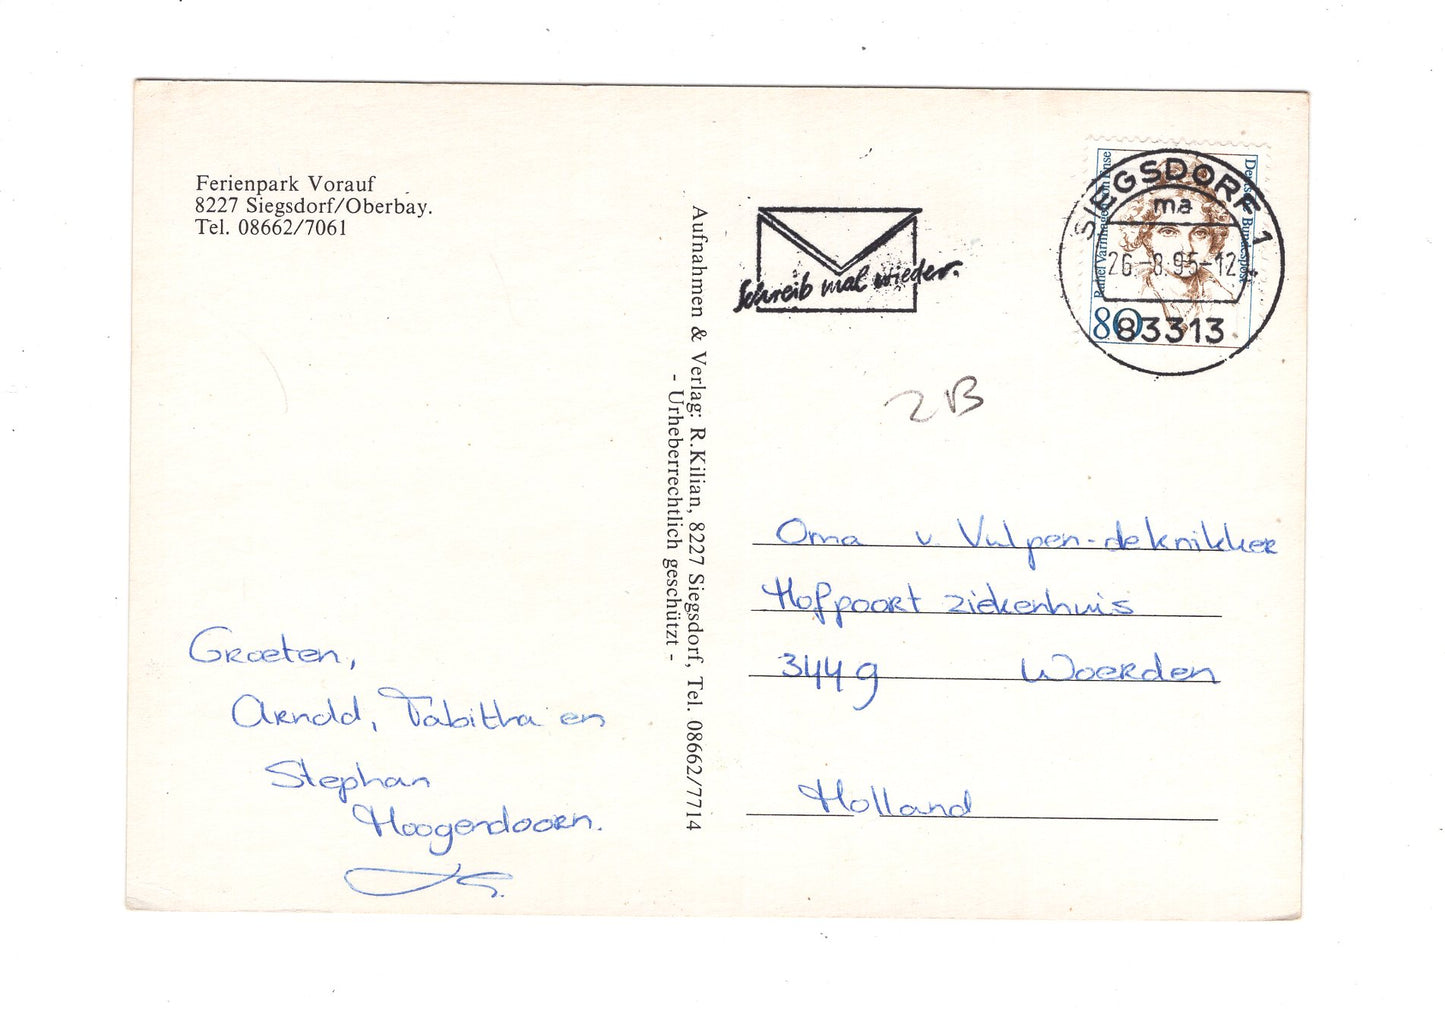 Ferienpark Vorauf
8227 Siegsdorf/Oberbay.
Tel. 08662/7061
Groeten,
Arnold, Tabitha en
Stephan
Hoogendoorn.
Aufnahmen & Verlag: R.Kilian, 8227 Siegsdorf, Tel. 08662/7714
- Urheberrechtlich geschützt -
Schreib mal wieder.
SIEGSDORF 1
ma
26.-8.95-12
83313
Rahel Varnhagen von Ense
Deutsche Bundespost
80
2B
Oma v. Vulpen-deknikker
Hofpoort ziekenhuis
3449 Woerden
Holland